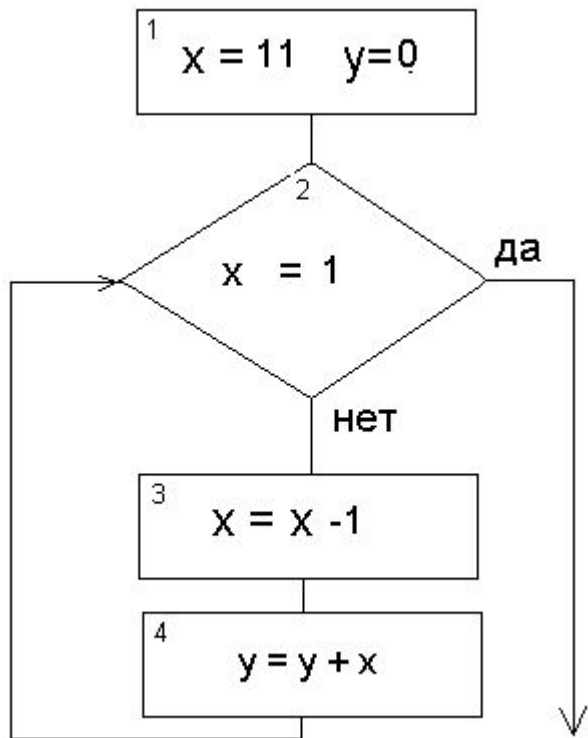 1
x = 11 y=0
2
x = 1
да
нет
3
x = x -1
4
y = y + x